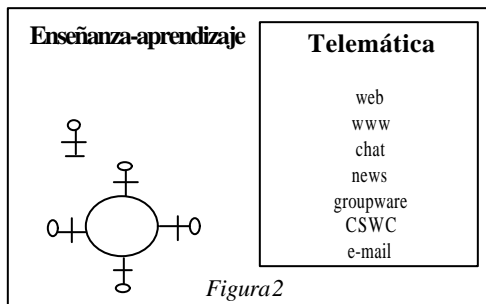 Enseñanza-aprendizaje
Telemática
web
www
chat
news
groupware
CSWC
e-mail
Figura2